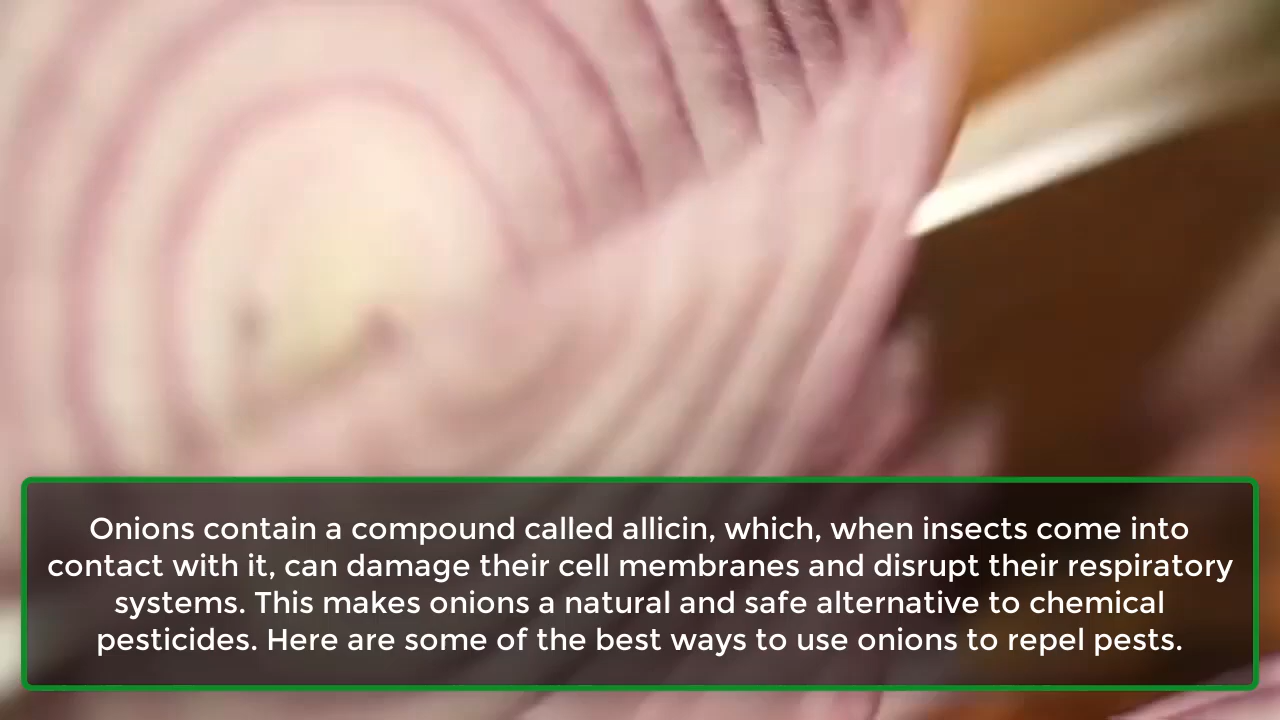 Onions contain a compound called allicin, which, when insects come into
contact with it, can damage their cell membranes and disrupt their respiratory
systems. This makes onions a natural and safe alternative to chemical
pesticides. Here are some of the best ways to use onions to repel pests.